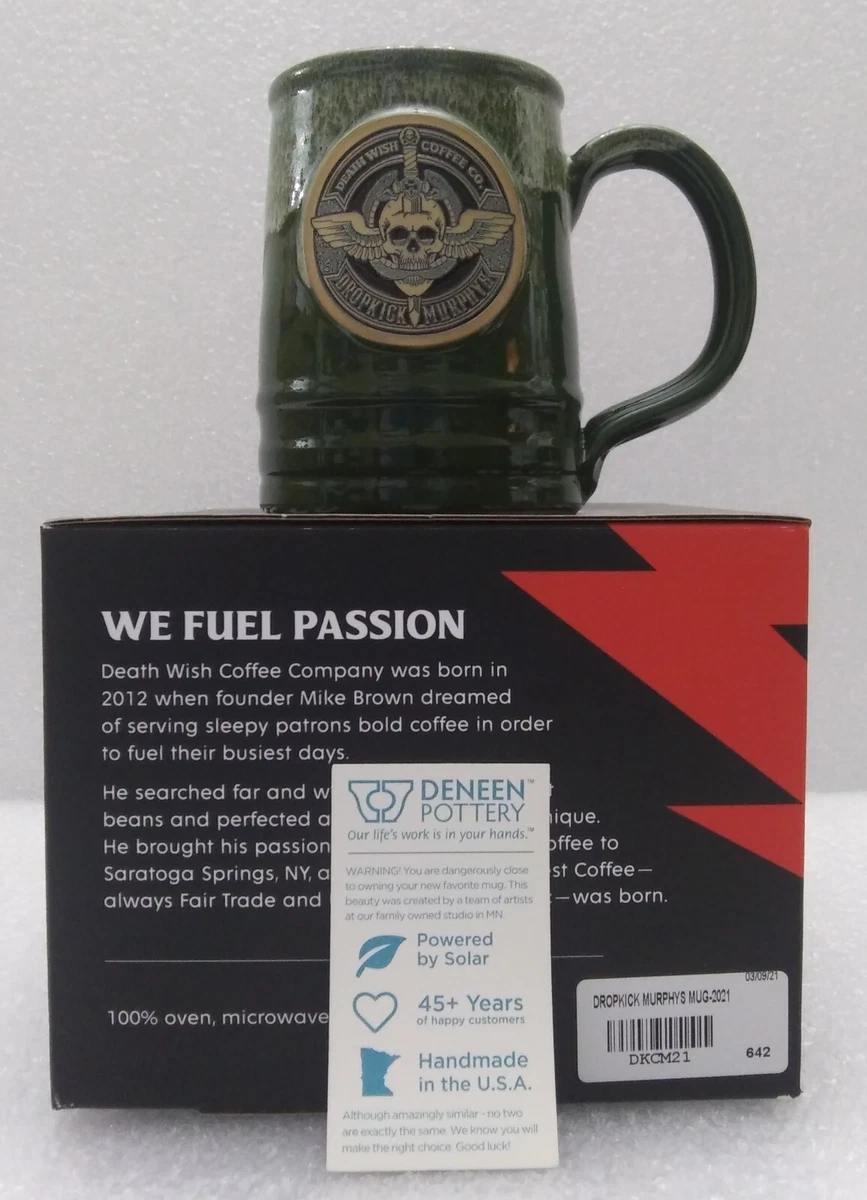 DEATH WISH COFFEE CO.
DROPKICK MURPHYS
WE FUEL PASSION
Death Wish Coffee Company was born in
2012 when founder Mike Brown dreamed
of serving sleepy patrons bold coffee in order
to fuel their busiest days.
He searched far and
beans and perfected a
He brought his passion offee to
Saratoga Springs, NY, a st Coffee—
always Fair Trade and —was born.
100% oven, microwave
DENEEN™
POTTERY
Our life's work is in your hands.™
WARNING! You are dangerously close
to owning your new favorite mug. This
beauty was created by a team of artists
at our family owned studio in MN.
Powered
by Solar
45+ Years
of happy customers
Handmade
in the U.S.A.
Although amazingly similar - no two
are exactly the same. We know you will
make the right choice. Good luck!
03/09/21
DROPKICK MURPHYS MUG-2021
DKCM21
642